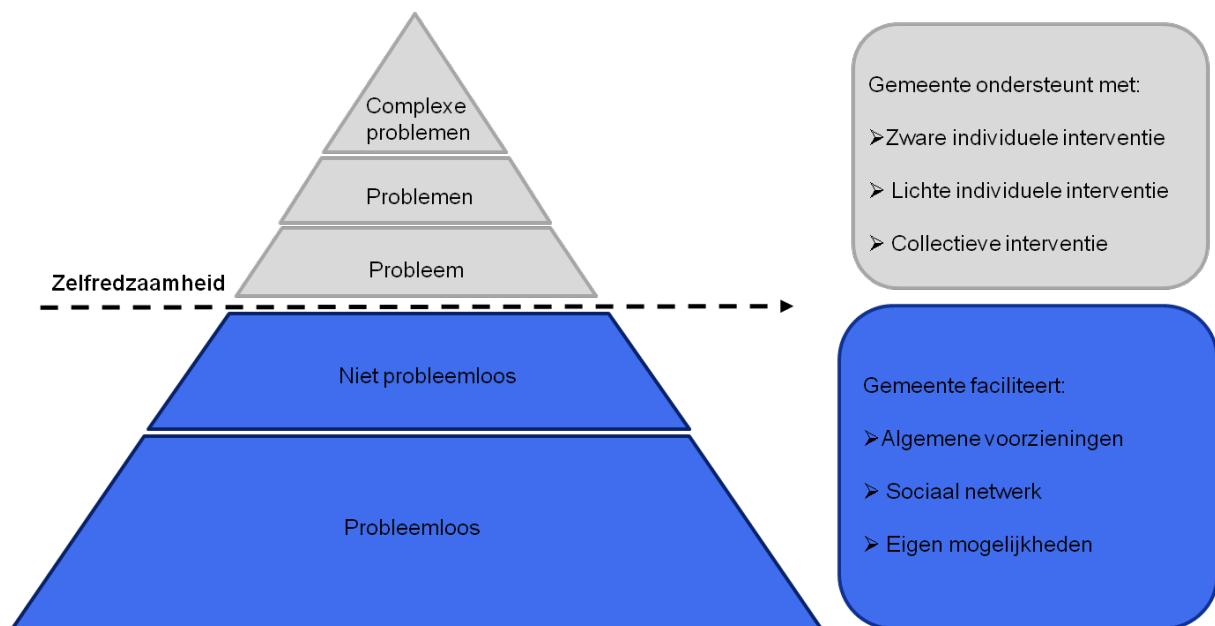 Complexe
problemen
Problemen
Probleem
Zelfredzaamheid
Niet probleemloos
Probleemloos
Gemeente ondersteunt met:
➢Zware individuele interventie
➢ Lichte individuele interventie
➢ Collectieve interventie
Gemeente faciliteert:
➢Algemene voorzieningen
➢ Sociaal netwerk
➢ Eigen mogelijkheden